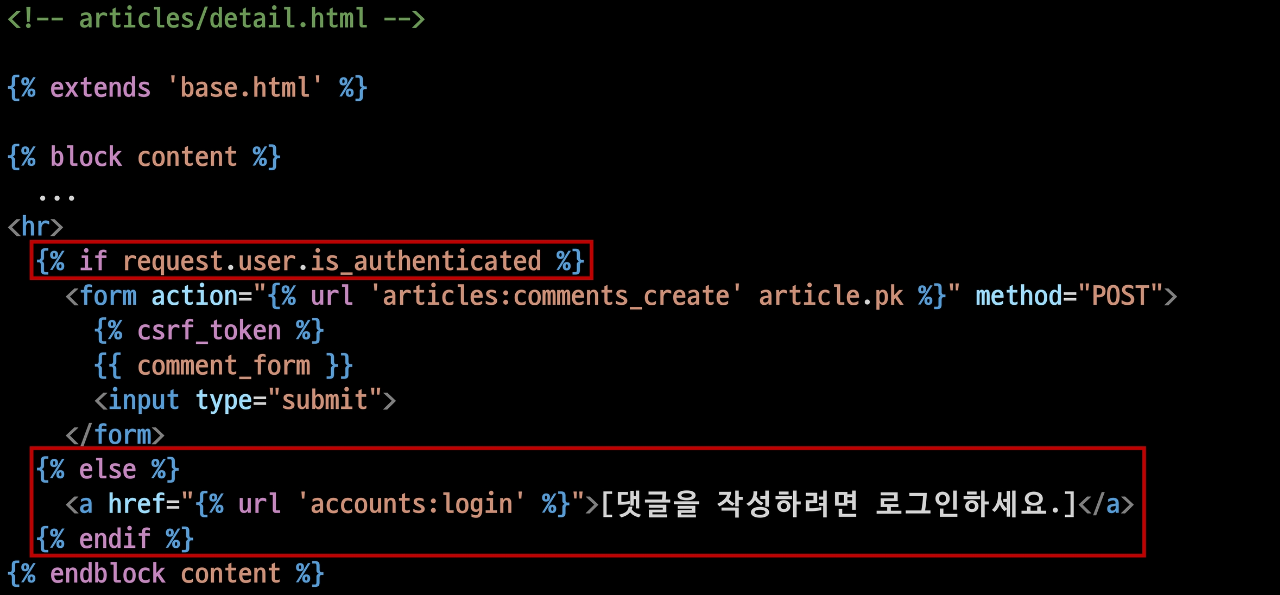 <!-- articles/detail.html -->
{% extends 'base.html' %}
{% block content %}
...
<hr>
{% if request.user.is_authenticated %}
<form action="{% url 'articles:comments_create' article.pk %}" method="POST">
{% csrf_token %}
{{ comment_form }}
<input type="submit">
</form>
{% else %}
<a href="{% url 'accounts:login' %}">[댓글을 작성하려면 로그인하세요.]</a>
{% endif %}
{% endblock content %}